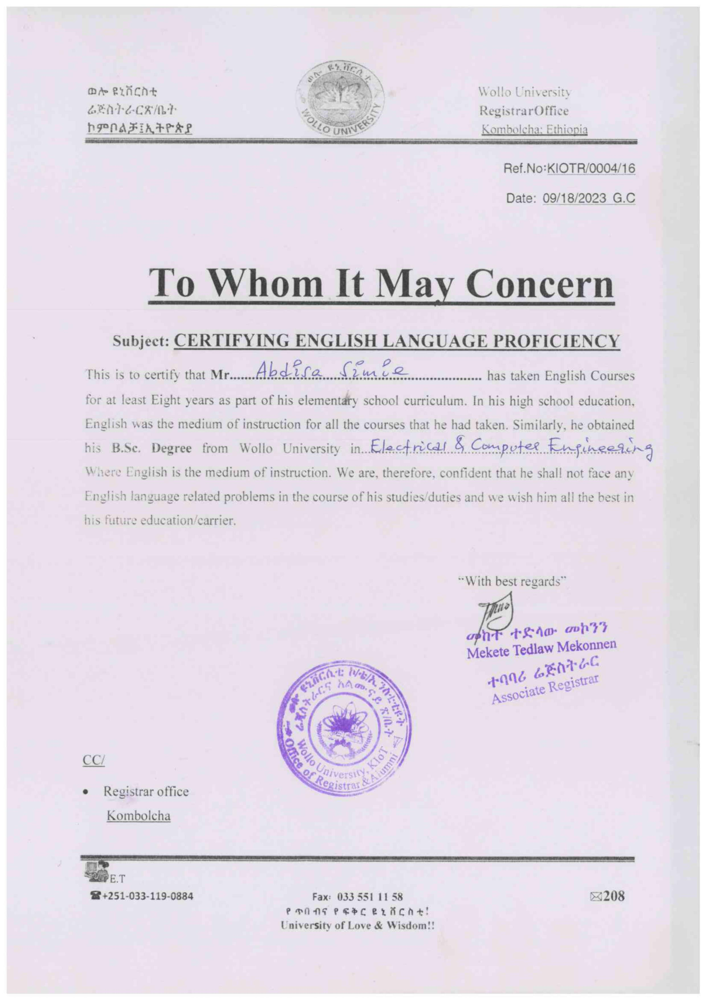 ወሎ ዩኒቨርስቲ
ሬጅስትራርጽ/ቤት
ኮምቦልቻ፤ኢትዮጵያ
ወሎ ዩኒቨርሲቲ
WOLLO UNIVERSITY
Wollo University
RegistrarOffice
Kombolcha: Ethiopia
Ref.No:KIOTR/0004/16
Date: 09/18/2023 G.C
To Whom It May Concern
Subject: CERTIFYING ENGLISH LANGUAGE PROFICIENCY
This is to certify that Mr. Abdisa Simie has taken English Courses
for at least Eight years as part of his elementary school curriculum. In his high school education,
English was the medium of instruction for all the courses that he had taken. Similarly, he obtained
his B.Sc. Degree from Wollo University in Electrical & Computer Engineering
Where English is the medium of instruction. We are, therefore, confident that he shall not face any
English language related problems in the course of his studies/duties and we wish him all the best in
his future education/carrier.
“With best regards”
መከተ ተድላው መኮንን
Mekete Tedlaw Mekonnen
ተባባሪ ሬጅስትራር
Associate Registrar
ወሎ ዩኒቨርሲቲ ኮ/ቴ/ኢንስቲቲዩት
ሬጂስትራርና አልሙናይ ጽ/ቤት
Wollo University, KIoT
Office of Registrar & Alumni
CC/
• Registrar office
Kombolcha
E.T
☎+251-033-119-0884
Fax: 033 551 11 58
✉208
የጥበብና የፍቅር ዩኒቨርስቲ!
University of Love & Wisdom!!